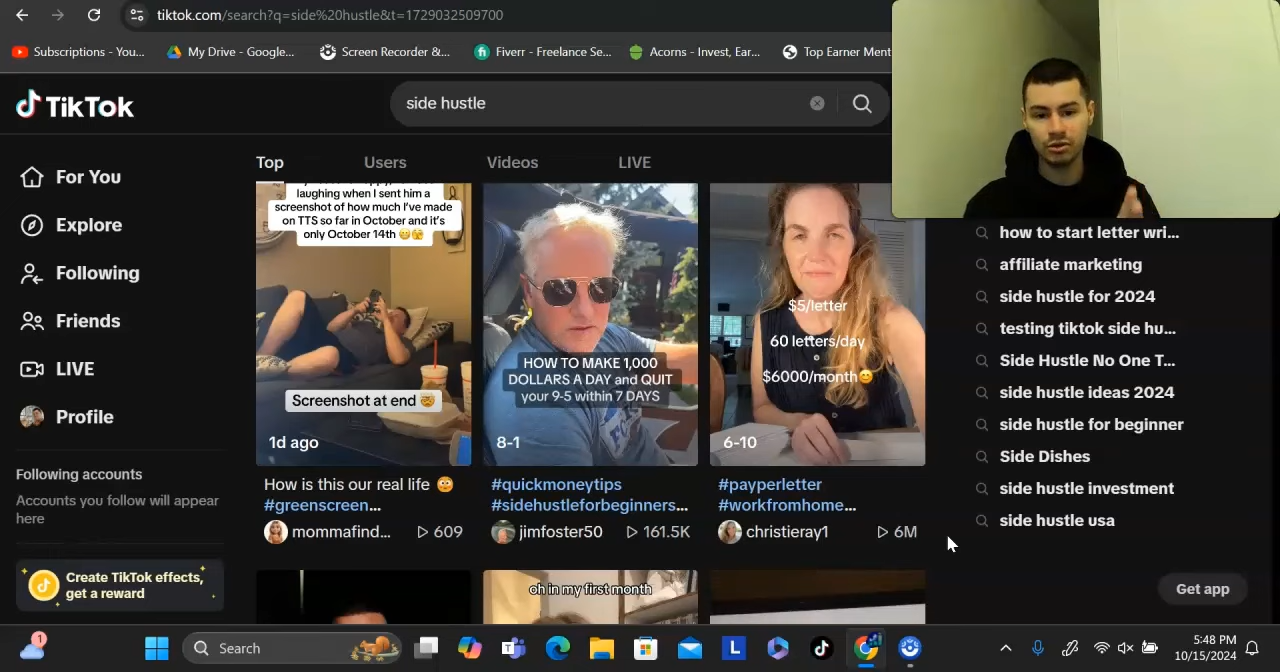 tiktok.com/search?q=side%20hustle&t=1729032509700
Subscriptions - You...
My Drive - Google...
Screen Recorder &...
Fiverr - Freelance Se...
Acorns - Invest, Ear...
Top Earner Ment
TikTok
side hustle
Top
Users
Videos
LIVE
For You
Explore
Following
Friends
LIVE
Profile
Following accounts
Accounts you follow will appear
here
Create TikTok effects,
get a reward
laughing when I sent him a
screenshot of how much I've made
on TTS so far in October and it's
only October 14th
Screenshot at end
1d ago
How is this our real life
#greenscreen...
mommafind...
609
HOW TO MAKE 1,000
DOLLARS A DAY and QUIT
your 9-5 within 7 DAYS
8-1
#quickmoneytips
#sidehustleforbeginners...
jimfoster50
161.5K
$5/letter
60 letters/day
$6000/month
6-10
#payperletter
#workfromhome...
christieray1
6M
oh in my first month
how to start letter wri...
affiliate marketing
side hustle for 2024
testing tiktok side hu...
Side Hustle No One T...
side hustle ideas 2024
side hustle for beginner
Side Dishes
side hustle investment
side hustle usa
Get app
1
Search
L
5:48 PM
10/15/2024